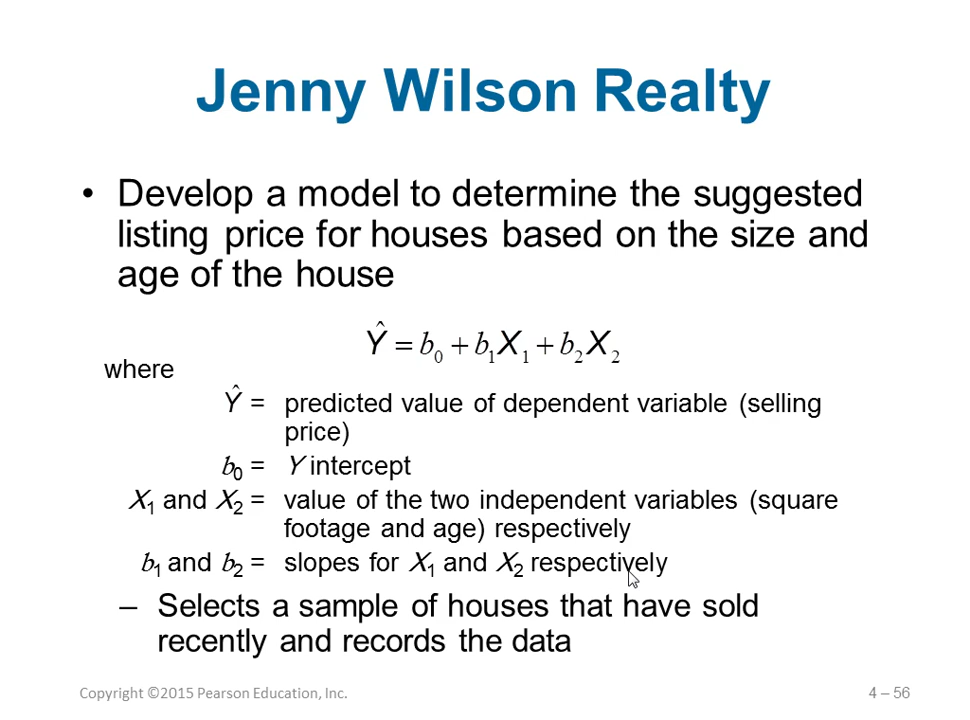 Jenny Wilson Realty
• Develop a model to determine the suggested
listing price for houses based on the size and
age of the house
Ŷ = b₀ + b₁X₁ + b₂X₂
where
Ŷ = predicted value of dependent variable (selling
price)
b₀ = Y intercept
X₁ and X₂ = value of the two independent variables (square
footage and age) respectively
b₁ and b₂ = slopes for X₁ and X₂ respectively
– Selects a sample of houses that have sold
recently and records the data
Copyright ©2015 Pearson Education, Inc. 4 – 56